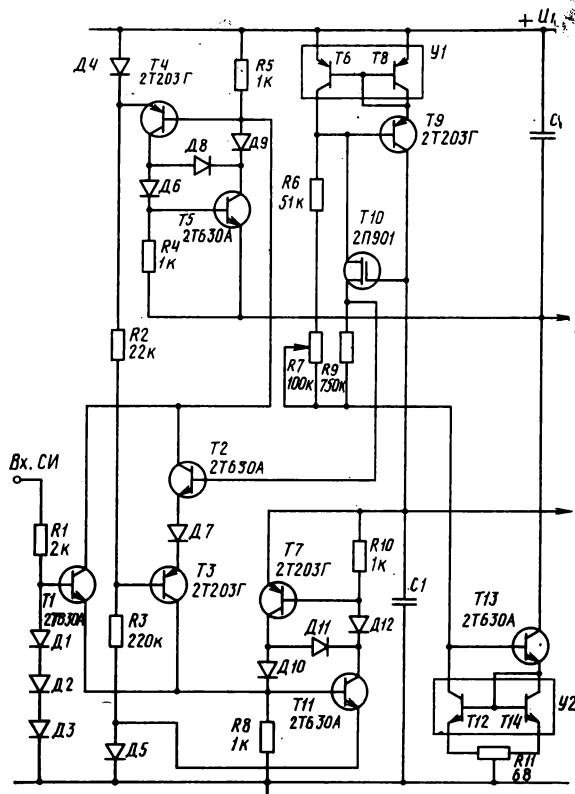 + U1
Д4
T4
2T203Г
R5
1к
T6
T8
У1
C4
T9
2T203Г
Д8
Д9
Д6
T5
2T630A
R6
51к
T10
2П901
R4
1к
R2
22к
R7
100к
R9
750к
Вх. СИ
T2
2T630A
R1
2к
Д7
T1
2T630A
T3
2T203Г
T7
2T203Г
R10
1к
C1
T13
2T630A
R3
220к
Д1
Д11
Д12
Д10
Д2
T11
2T630A
T12
T14
У2
Д3
R8
1к
Д5
R11
68